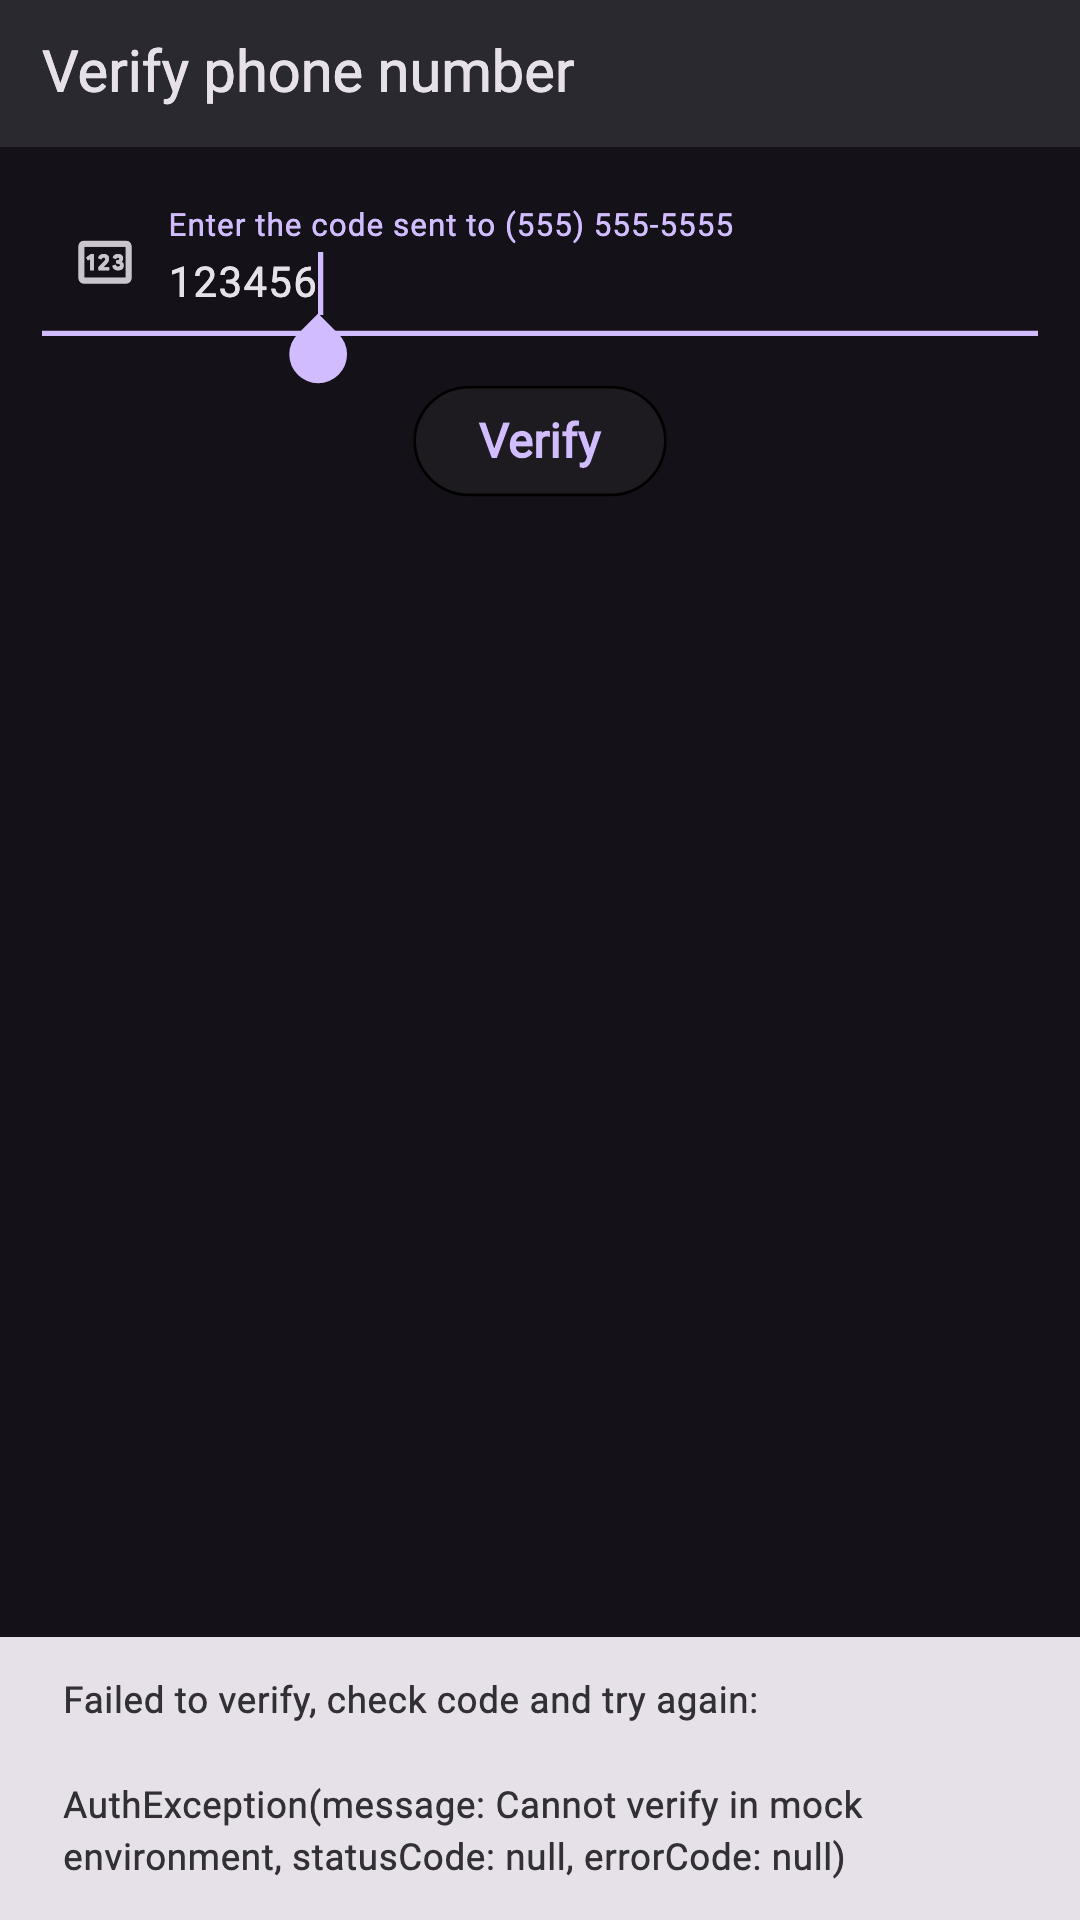 Verify phone number
Enter the code sent to (555) 555-5555
123
123456
Verify
Failed to verify, check code and try again:
AuthException(message: Cannot verify in mock
environment, statusCode: null, errorCode: null)